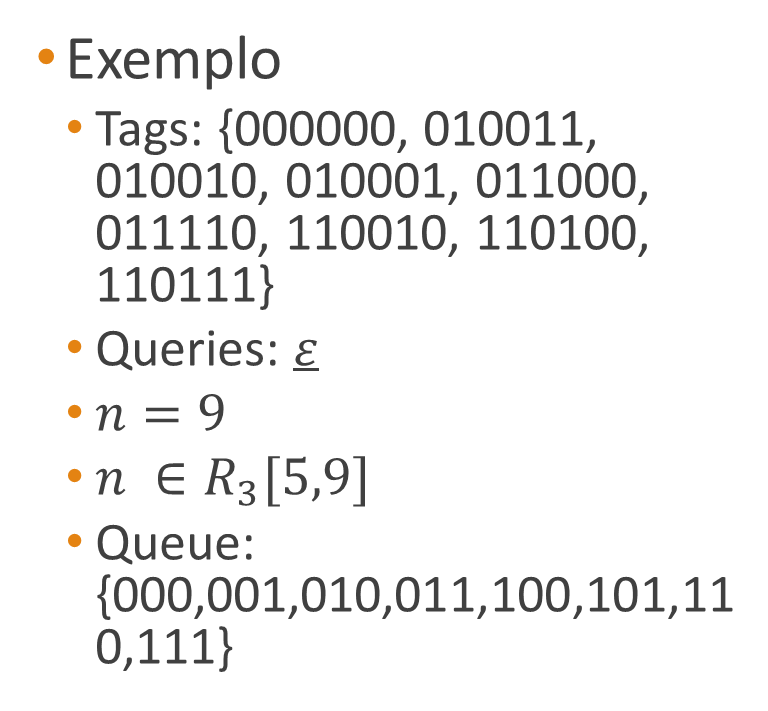 • Exemplo
• Tags: {000000, 010011,
010010, 010001, 011000,
011110, 110010, 110100,
110111}
• Queries: ε
• n = 9
• n ∈ R₃[5,9]
• Queue:
{000,001,010,011,100,101,11
0,111}